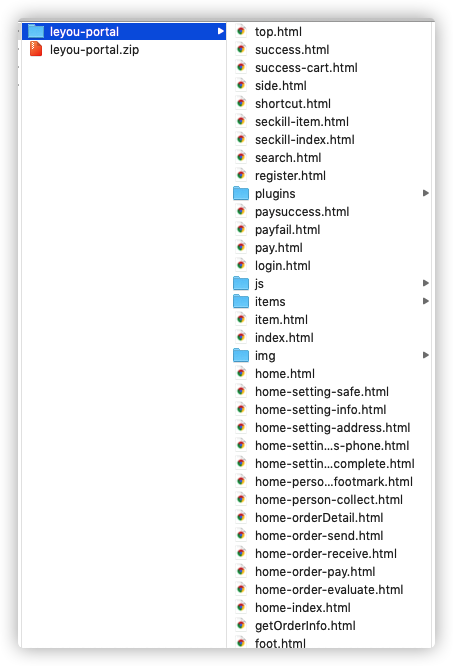 leyou-portal
leyou-portal.zip
top.html
success.html
success-cart.html
side.html
shortcut.html
seckill-item.html
seckill-index.html
search.html
register.html
plugins
paysuccess.html
payfail.html
pay.html
login.html
js
items
item.html
index.html
img
home.html
home-setting-safe.html
home-setting-info.html
home-setting-address.html
home-settin...s-phone.html
home-settin...complete.html
home-perso...footmark.html
home-person-collect.html
home-orderDetail.html
home-order-send.html
home-order-receive.html
home-order-pay.html
home-order-evaluate.html
home-index.html
getOrderInfo.html
foot.html